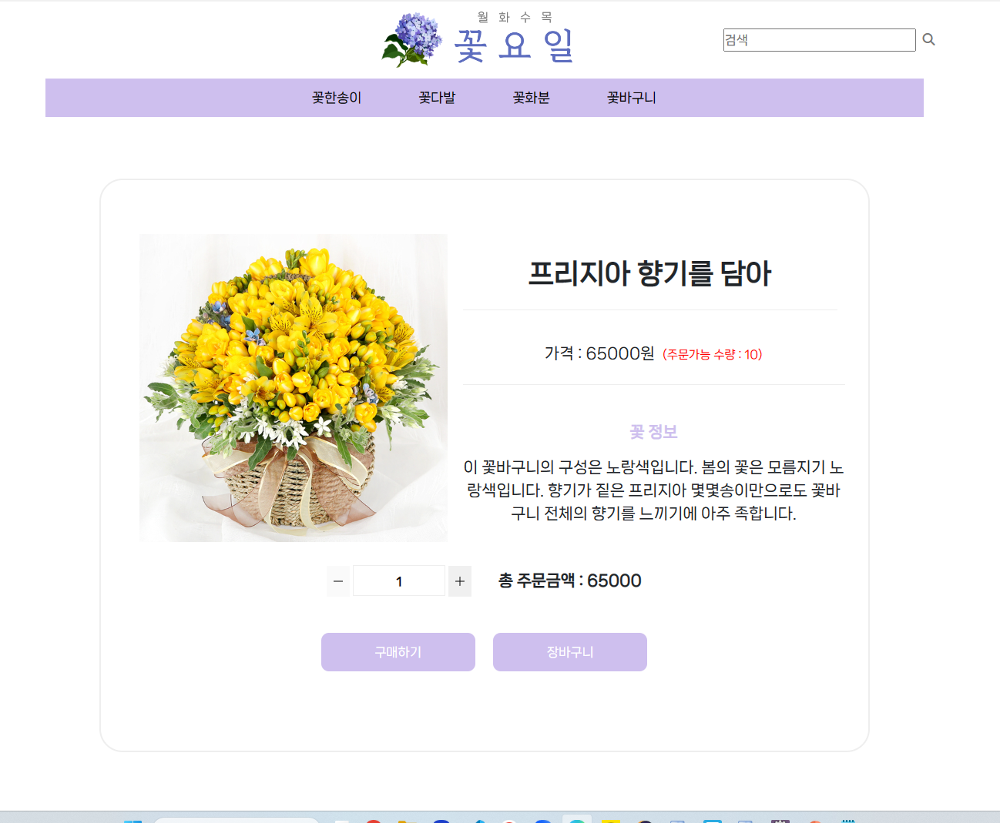 월 화 수 목
꽃 요 일
검색
꽃한송이 꽃다발 꽃화분 꽃바구니
프리지아 향기를 담아
가격 : 65000원 (주문가능 수량 : 10)
꽃 정보
이 꽃바구니의 구성은 노랑색입니다. 봄의 꽃은 모름지기 노
랑색입니다. 향기가 짙은 프리지아 몇몇송이만으로도 꽃바
구니 전체의 향기를 느끼기에 아주 족합니다.
− 1 + 총 주문금액 : 65000
구매하기 장바구니